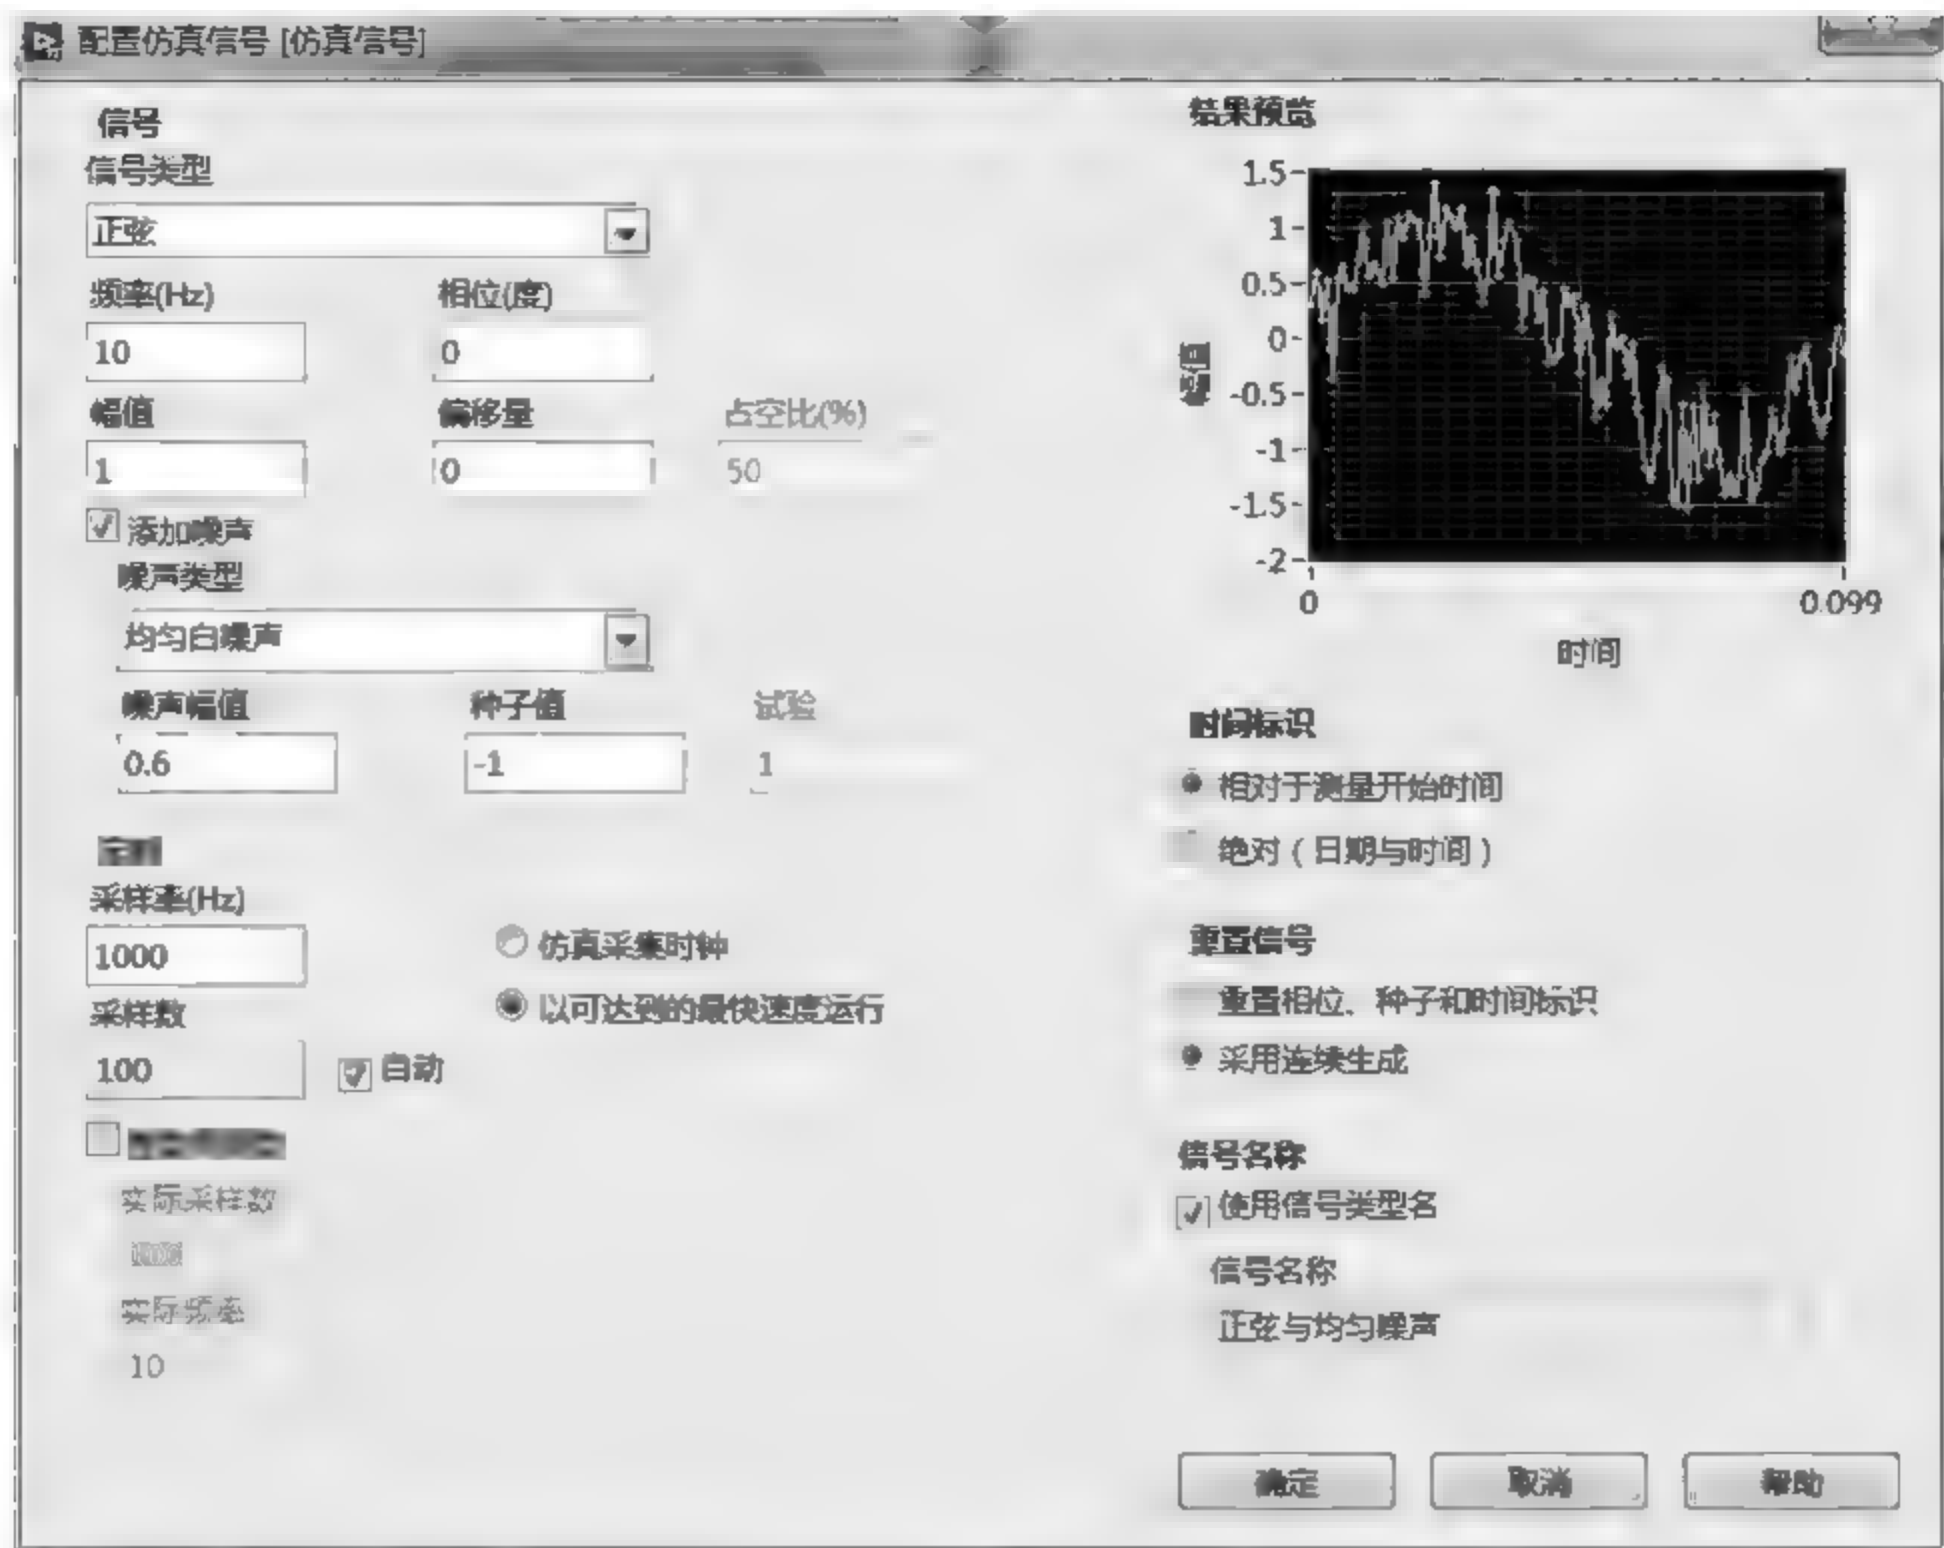 配置仿真信号 [仿真信号]
信号
信号类型
正弦
频率(Hz)
相位(度)
10
0
幅值
偏移量
占空比(%)
1
0
50
添加噪声
噪声类型
均匀白噪声
噪声幅值
种子值
试验
0.6
-1
1
采样率(Hz)
1000
仿真采集时钟
以可达到的最快速度运行
采样数
100
自动
实际采样数
实际频率
10
结果预览
1.5
1
0.5
0
-0.5
-1
-1.5
-2
幅值
0
0.099
时间
时间标识
相对于测量开始时间
绝对(日期与时间)
重置信号
重置相位、种子和时间标识
采用连续生成
信号名称
使用信号类型名
信号名称
正弦与均匀噪声
确定
取消
帮助